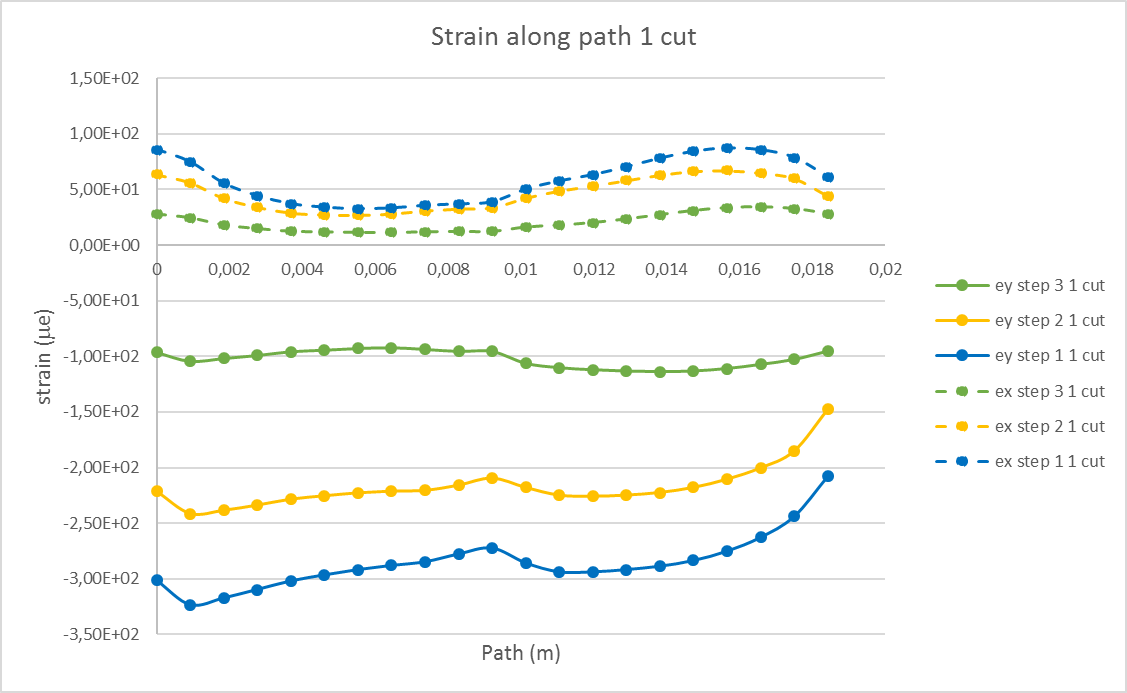 Strain along path 1 cut
1,50E+02
1,00E+02
5,00E+01
0,00E+00
0 0,002 0,004 0,006 0,008 0,01 0,012 0,014 0,016 0,018 0,02
-5,00E+01
-1,00E+02
-1,50E+02
-2,00E+02
-2,50E+02
-3,00E+02
-3,50E+02
strain (µe)
Path (m)
ey step 3 1 cut
ey step 2 1 cut
ey step 1 1 cut
ex step 3 1 cut
ex step 2 1 cut
ex step 1 1 cut